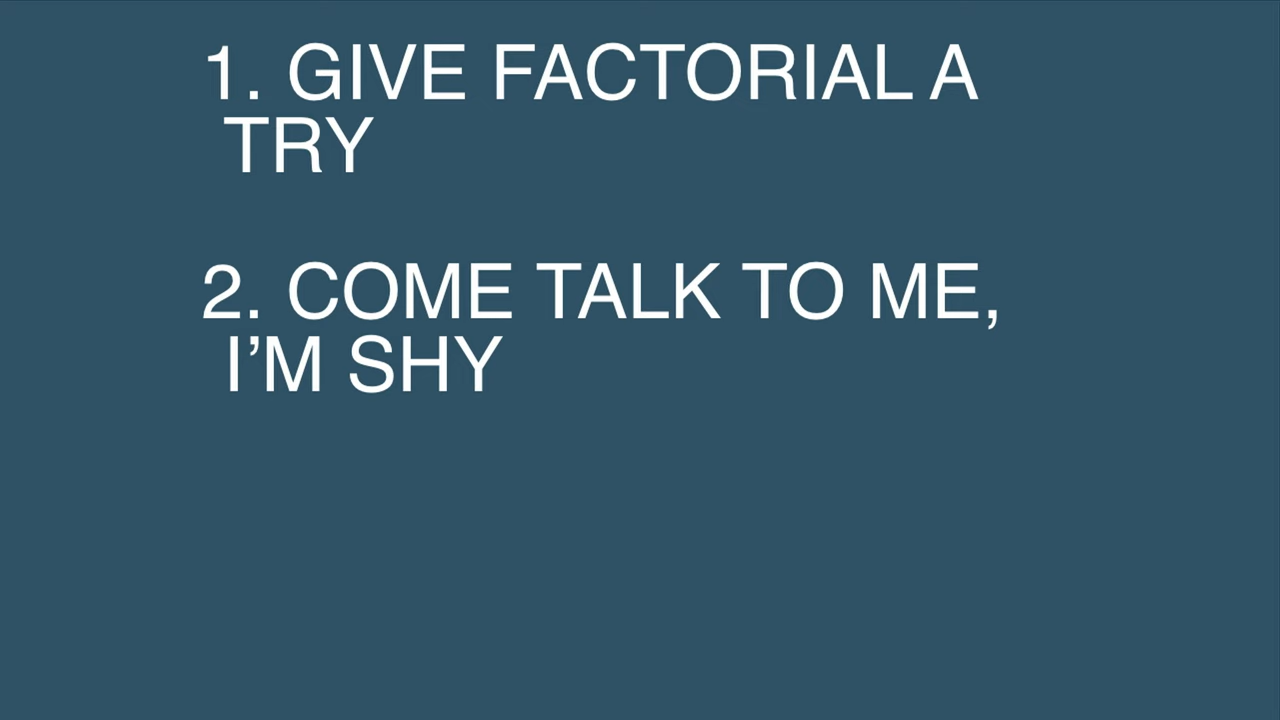 1. GIVE FACTORIAL A
TRY
2. COME TALK TO ME,
I’M SHY